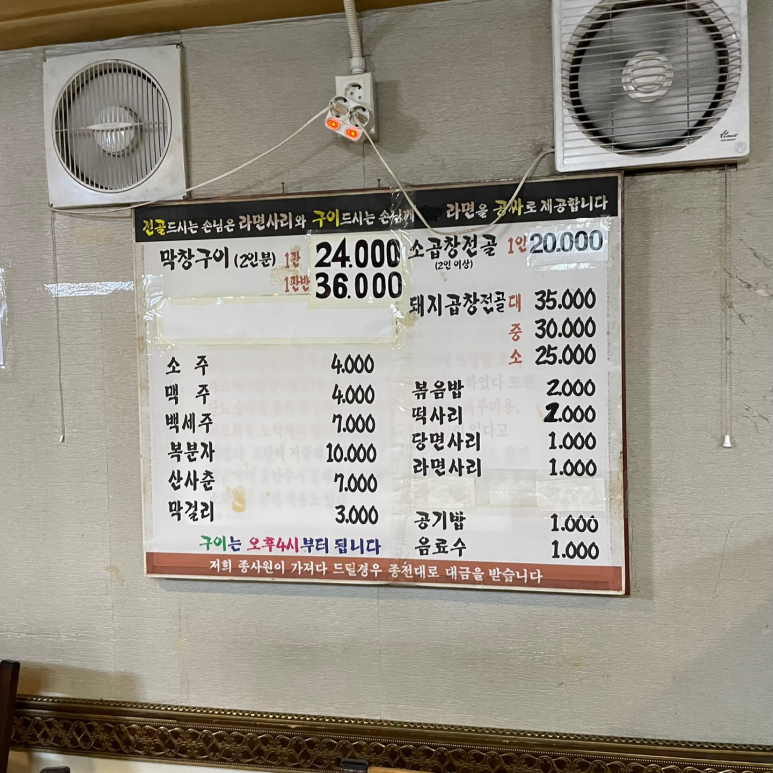 전골드시는 손님은 라면사리와 구이드시는 손님께 라면을 공짜로 제공합니다
막창구이 (2인분) 1판 24.000
1판반 36.000
소 주 4.000
맥 주 4.000
백세주 7.000
복분자 10.000
산사춘 7.000
막걸리 3.000
구이는 오후4시부터 됩니다
소곱창전골 1인 20.000
(2인 이상)
돼지곱창전골 대 35.000
중 30.000
소 25.000
볶음밥 2.000
떡사리 2.000
당면사리 1.000
라면사리 1.000
공기밥 1.000
음료수 1.000
저희 종사원이 가져다 드릴경우 종전대로 대금을 받습니다